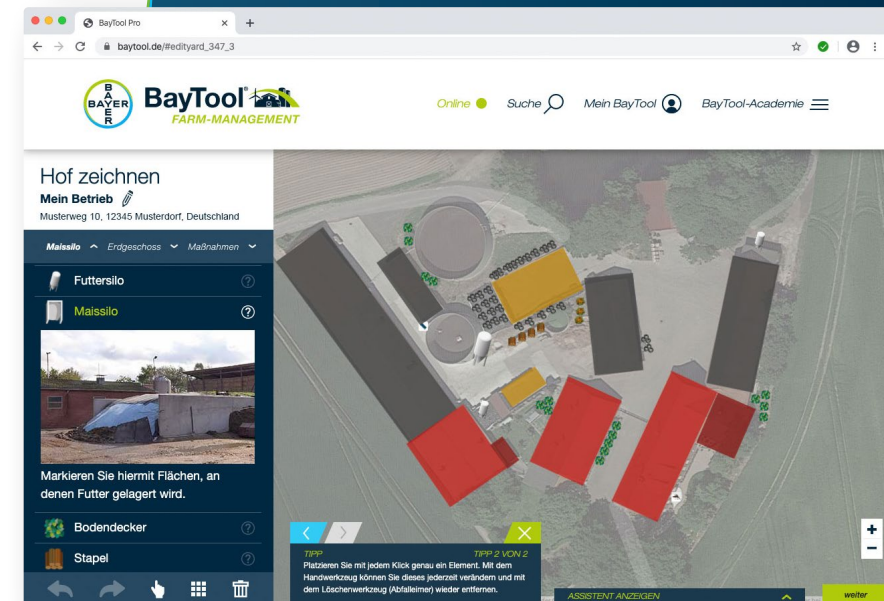 BayTool Pro
baytool.de/#edityard_347_3
BAYER
BAYER
BayTool®
FARM-MANAGEMENT
Online
Suche
Mein BayTool
BayTool-Academie
Hof zeichnen
Mein Betrieb
Musterweg 10, 12345 Musterdorf, Deutschland
Maissilo Erdgeschoss Maßnahmen
Futtersilo ?
Maissilo ?
Markieren Sie hiermit Flächen, an
denen Futter gelagert wird.
Bodendecker ?
Stapel ?
TIPP TIPP 2 VON 2
Platzieren Sie mit jedem Klick genau ein Element. Mit dem
Handwerkzeug können Sie dieses jederzeit verändern und mit
dem Löschenwerkzeug (Abfalleimer) wieder entfernen.
ASSISTENT ANZEIGEN
weiter